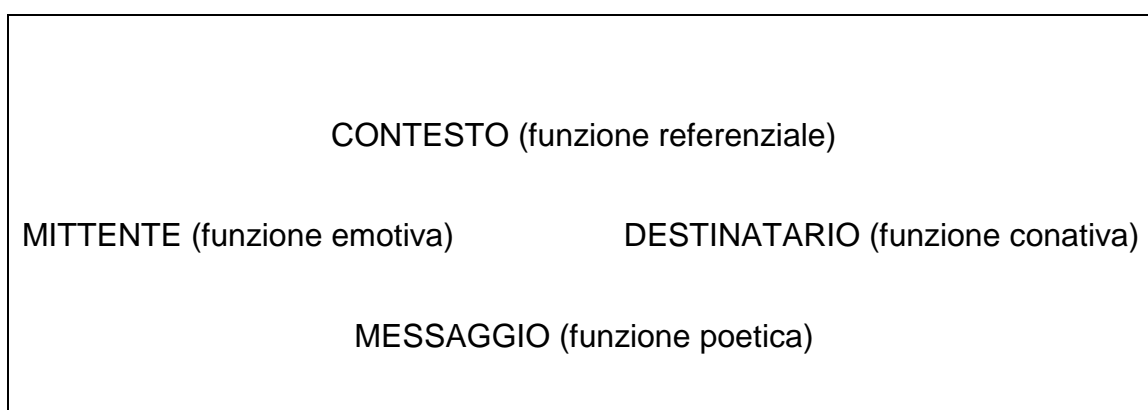 CONTESTO (funzione referenziale)
MITTENTE (funzione emotiva) DESTINATARIO (funzione conativa)
MESSAGGIO (funzione poetica)